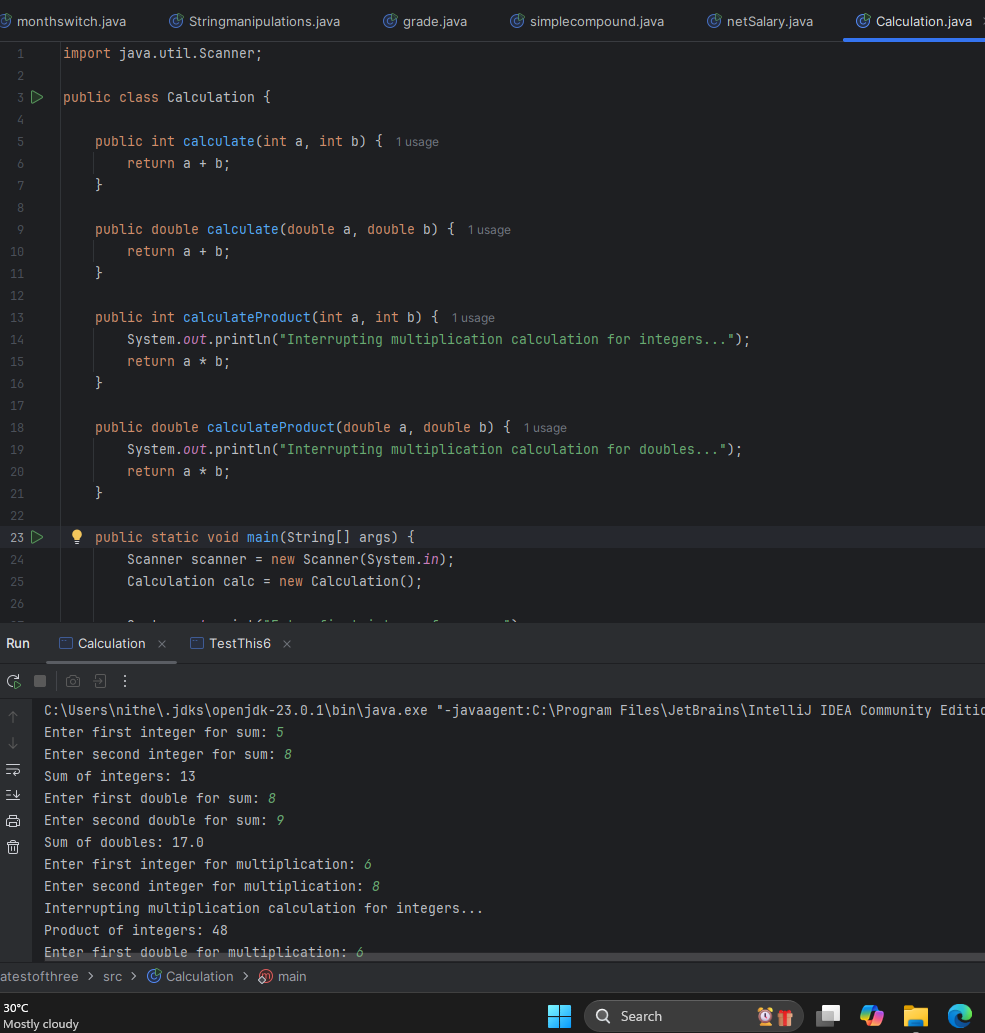 monthswitch.java Stringmanipulations.java grade.java simplecompound.java netSalary.java Calculation.java
1 import java.util.Scanner;
2
3 public class Calculation {
4
5 public int calculate(int a, int b) { 1 usage
6 return a + b;
7 }
8
9 public double calculate(double a, double b) { 1 usage
10 return a + b;
11 }
12
13 public int calculateProduct(int a, int b) { 1 usage
14 System.out.println("Interrupting multiplication calculation for integers...");
15 return a * b;
16 }
17
18 public double calculateProduct(double a, double b) { 1 usage
19 System.out.println("Interrupting multiplication calculation for doubles...");
20 return a * b;
21 }
22
23 public static void main(String[] args) {
24 Scanner scanner = new Scanner(System.in);
25 Calculation calc = new Calculation();
26
Run Calculation × TestThis6 ×
C:\Users\nithe\.jdks\openjdk-23.0.1\bin\java.exe "-javaagent:C:\Program Files\JetBrains\IntelliJ IDEA Community Editio
Enter first integer for sum: 5
Enter second integer for sum: 8
Sum of integers: 13
Enter first double for sum: 8
Enter second double for sum: 9
Sum of doubles: 17.0
Enter first integer for multiplication: 6
Enter second integer for multiplication: 8
Interrupting multiplication calculation for integers...
Product of integers: 48
Enter first double for multiplication: 6
atestofthree > src > Calculation > main
30°C
Mostly cloudy
Search